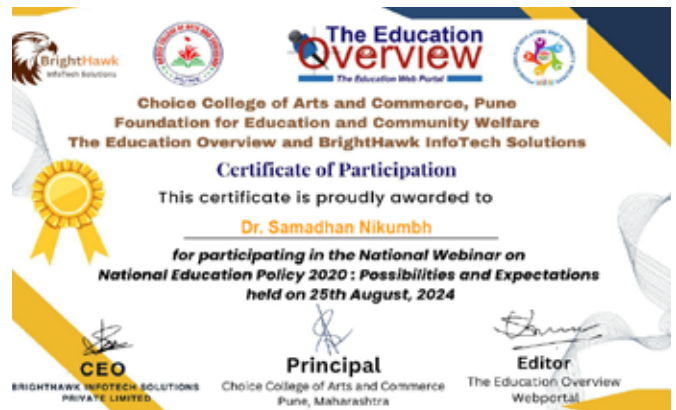 BrightHawk
InfoTech Solutions
The Education
Overview
The Education Web Portal
Choice College of Arts and Commerce, Pune
Foundation for Education and Community Welfare
The Education Overview and BrightHawk InfoTech Solutions
Certificate of Participation
This certificate is proudly awarded to
Dr. Samadhan Nikumbh
for participating in the National Webinar on
National Education Policy 2020 : Possibilities and Expectations
held on 25th August, 2024
CEO
BRIGHTHAWK INFOTECH SOLUTIONS
PRIVATE LIMITED
Principal
Choice College of Arts and Commerce
Pune, Maharashtra
Editor
The Education Overview
Webportal